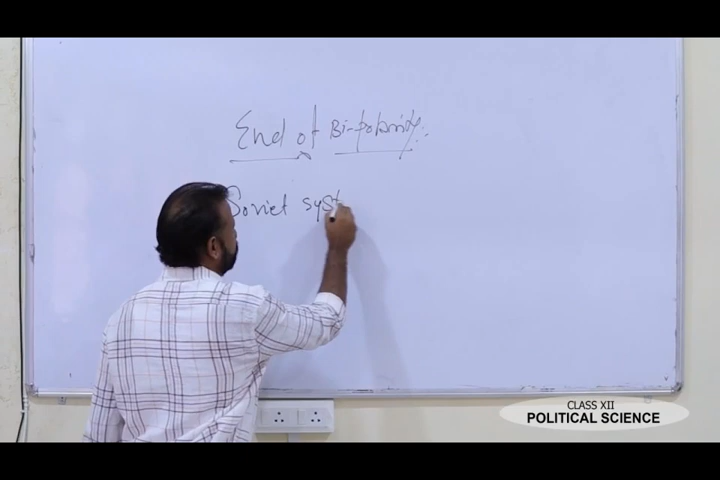 End of Bi-polarity:
Soviet syst
CLASS XII
POLITICAL SCIENCE